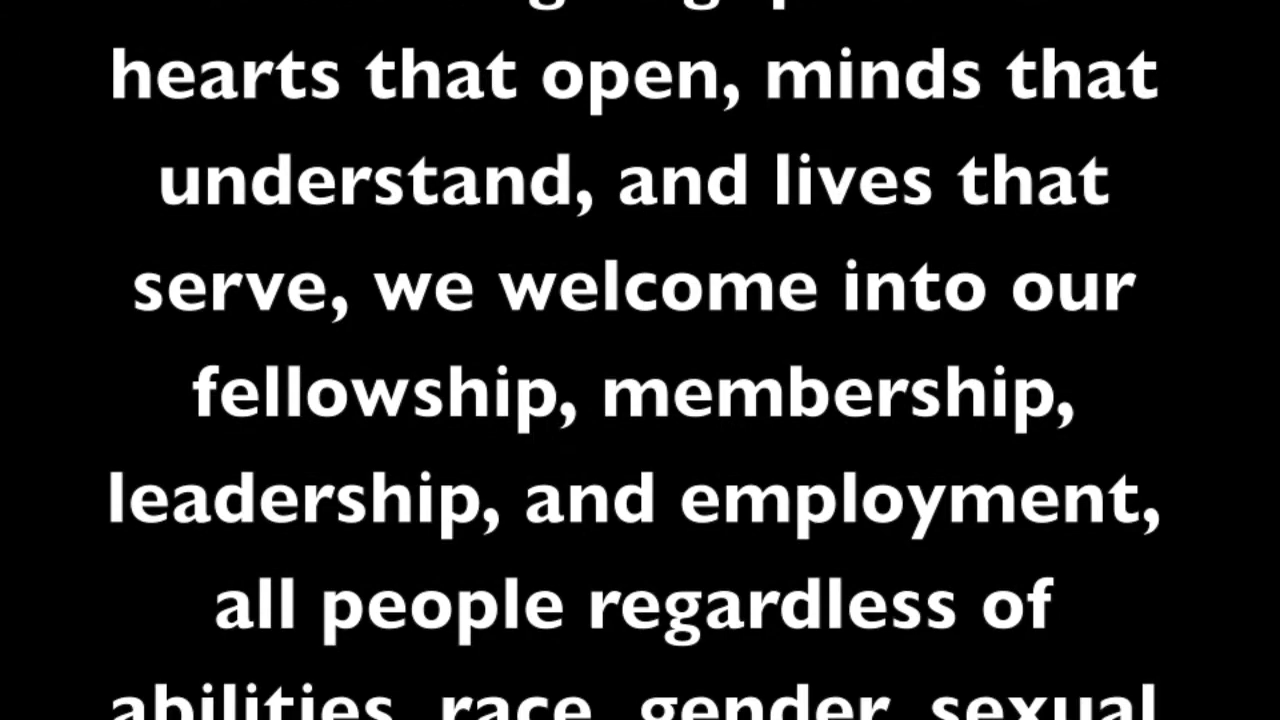 hearts that open, minds that
understand, and lives that
serve, we welcome into our
fellowship, membership,
leadership, and employment,
all people regardless of
abilities, race, gender, sexual